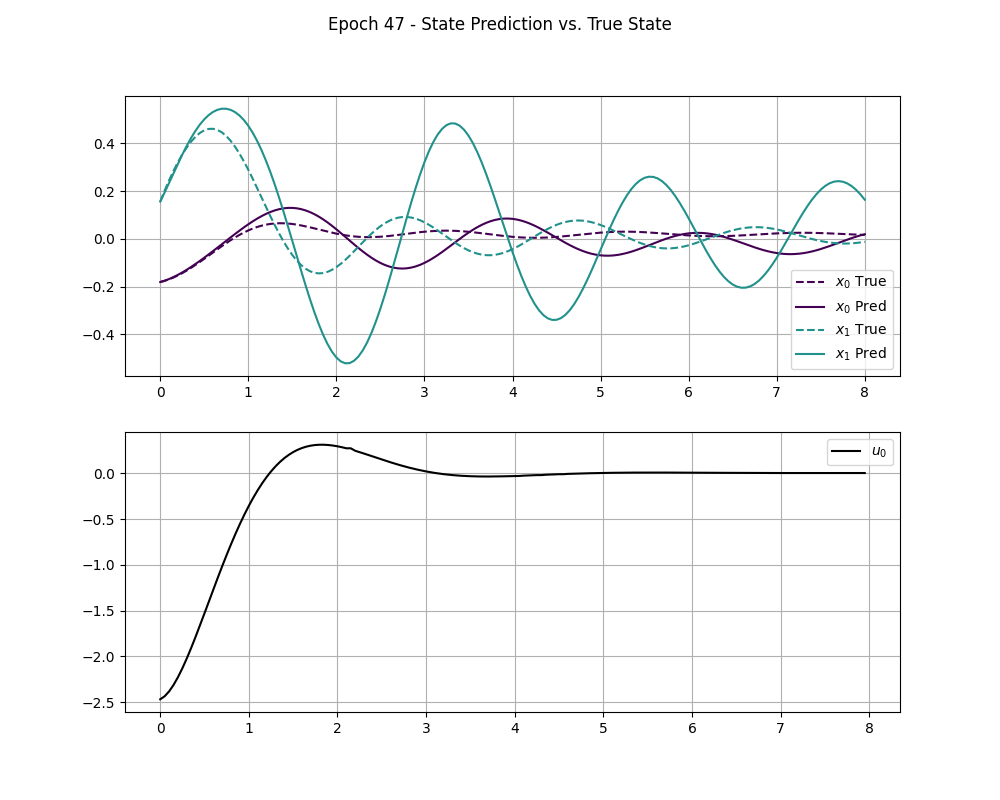 Epoch 47 - State Prediction vs. True State
0.4
0.2
0.0
−0.2
−0.4
x₀ True
x₀ Pred
x₁ True
x₁ Pred
0 1 2 3 4 5 6 7 8
u₀
0.0
−0.5
−1.0
−1.5
−2.0
−2.5
0 1 2 3 4 5 6 7 8